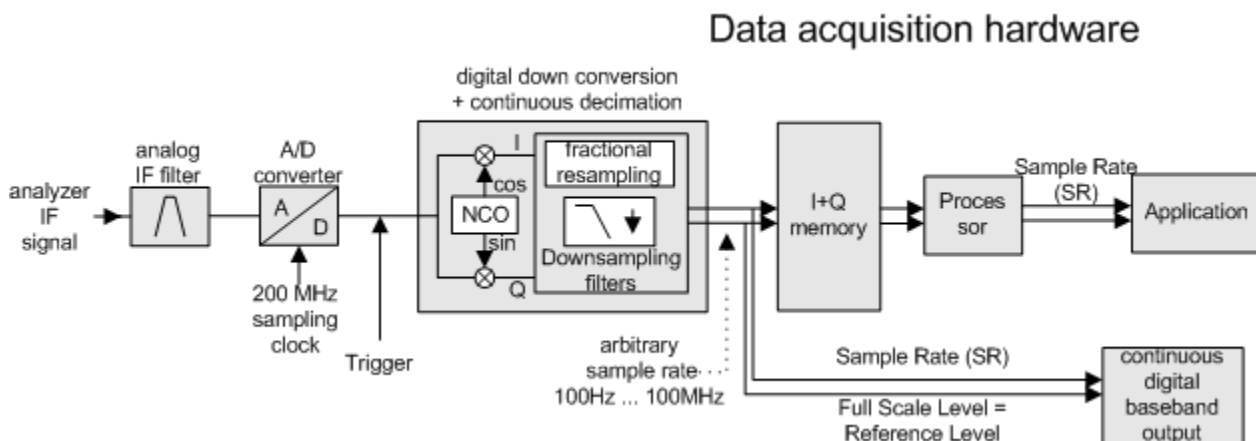 Data acquisition hardware
digital down conversion
+ continuous decimation
analog
IF filter
A/D
converter
analyzer
IF
signal
A
D
200 MHz
sampling
clock
Trigger
I
cos
NCO
sin
Q
fractional
resampling
Downsampling
filters
arbitrary
sample rate
100Hz ... 100MHz
I+Q
memory
Proces
sor
Sample Rate
(SR)
Application
Sample Rate (SR)
Full Scale Level =
Reference Level
continuous
digital
baseband
output